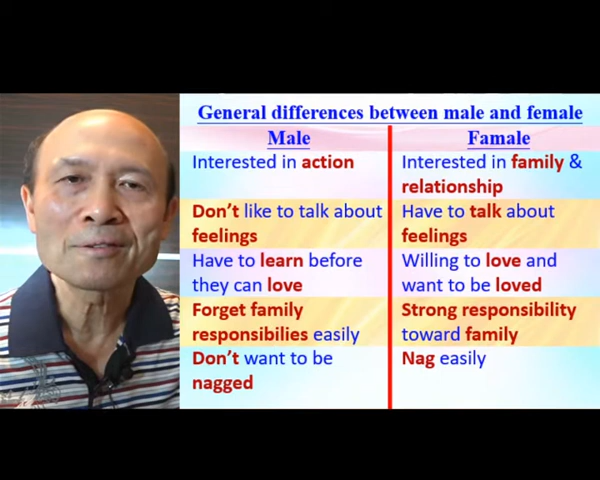 General differences between male and female
Male
Famale
Interested in action
Interested in family &
relationship
Don't like to talk about
feelings
Have to talk about
feelings
Have to learn before
they can love
Willing to love and
want to be loved
Forget family
responsibilies easily
Strong responsibility
toward family
Don't want to be
nagged
Nag easily